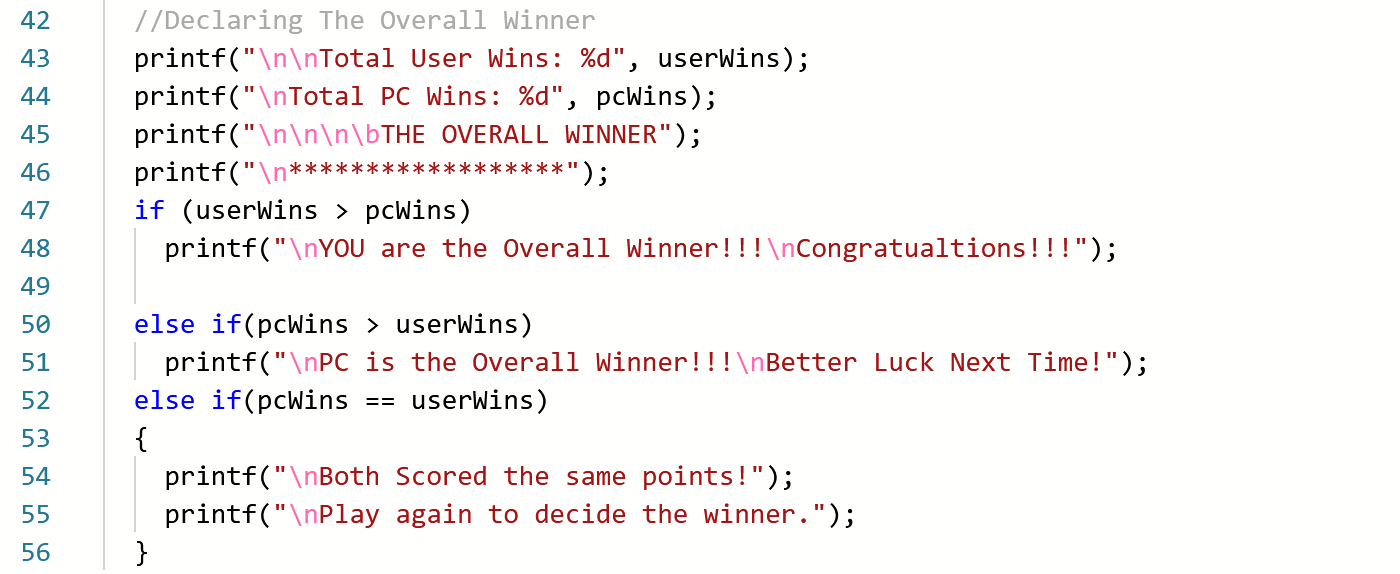 42 //Declaring The Overall Winner
43 printf("\n\nTotal User Wins: %d", userWins);
44 printf("\nTotal PC Wins: %d", pcWins);
45 printf("\n\n\n\bTHE OVERALL WINNER");
46 printf("\n******************");
47 if (userWins > pcWins)
48 printf("\nYOU are the Overall Winner!!!\nCongratualtions!!!");
49
50 else if(pcWins > userWins)
51 printf("\nPC is the Overall Winner!!!\nBetter Luck Next Time!");
52 else if(pcWins == userWins)
53 {
54 printf("\nBoth Scored the same points!");
55 printf("\nPlay again to decide the winner.");
56 }